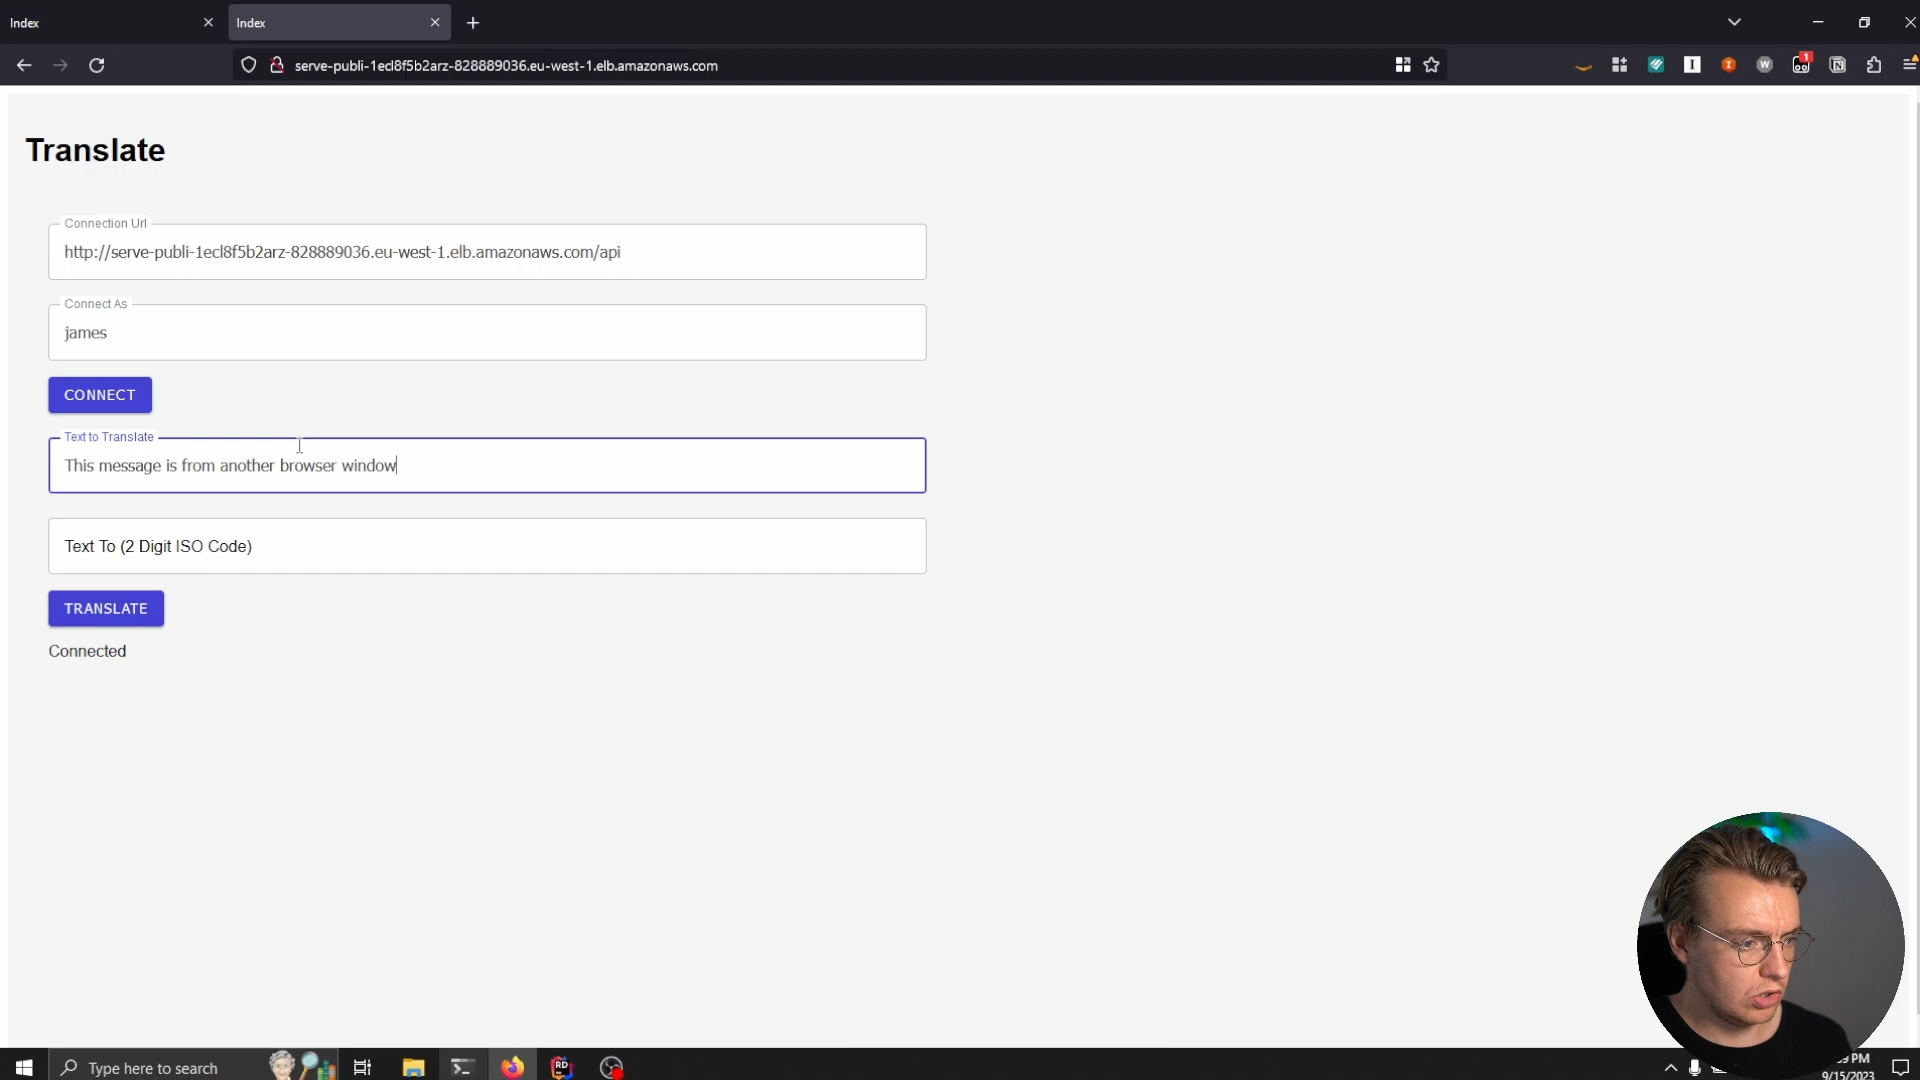 Index
Index
serve-publi-1ecl8f5b2arz-828889036.eu-west-1.elb.amazonaws.com
1
Translate
Connection Url
http://serve-publi-1ecl8f5b2arz-828889036.eu-west-1.elb.amazonaws.com/api
Connect As
james
CONNECT
Text to Translate
This message is from another browser window
Text To (2 Digit ISO Code)
TRANSLATE
Connected
Type here to search
RD
9 PM
9/15/2023